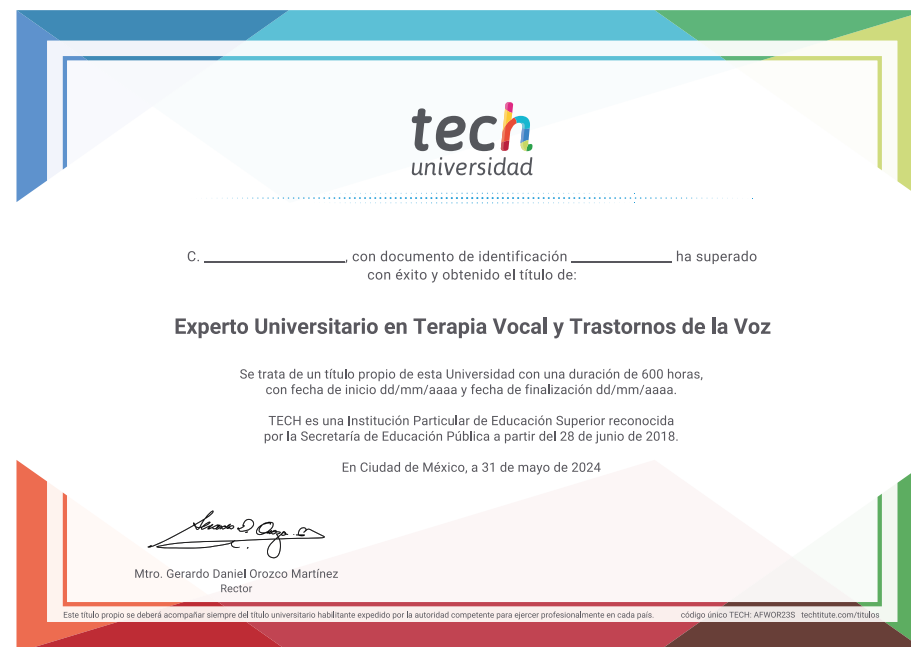 tech
universidad
C. ____________, con documento de identificación ____________ ha superado
con éxito y obtenido el título de:
Experto Universitario en Terapia Vocal y Trastornos de la Voz
Se trata de un título propio de esta Universidad con una duración de 600 horas,
con fecha de inicio dd/mm/aaaa y fecha de finalización dd/mm/aaaa.
TECH es una Institución Particular de Educación Superior reconocida
por la Secretaría de Educación Pública a partir del 28 de junio de 2018.
En Ciudad de México, a 31 de mayo de 2024
Mtro. Gerardo Daniel Orozco Martínez
Rector
Este título propio se deberá acompañar siempre del título universitario habilitante expedido por la autoridad competente para ejercer profesionalmente en cada país. código único TECH: AFWOR23S techtitute.com/titulos